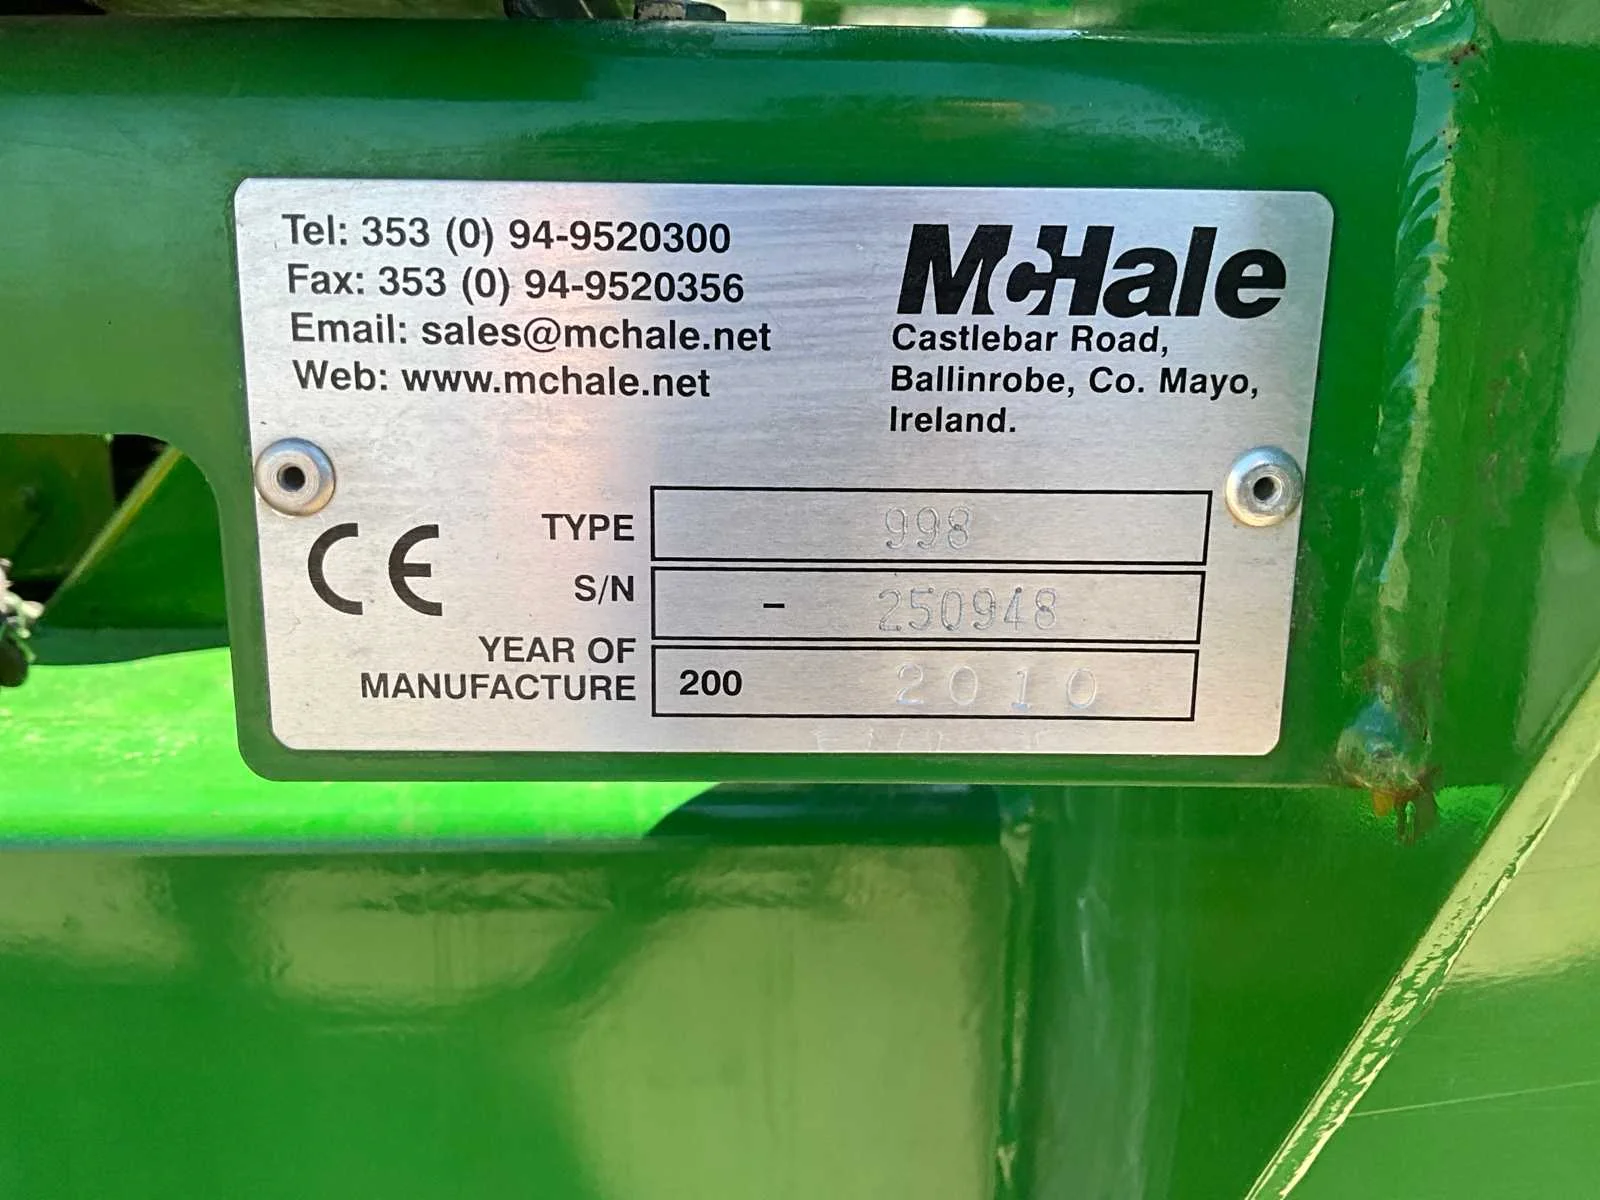 Tel: 353 (0) 94-9520300
Fax: 353 (0) 94-9520356
Email: sales@mchale.net
Web: www.mchale.net
McHale
Castlebar Road,
Ballinrobe, Co. Mayo,
Ireland.
CE
TYPE 998
S/N - 250948
YEAR OF
MANUFACTURE 200 2010